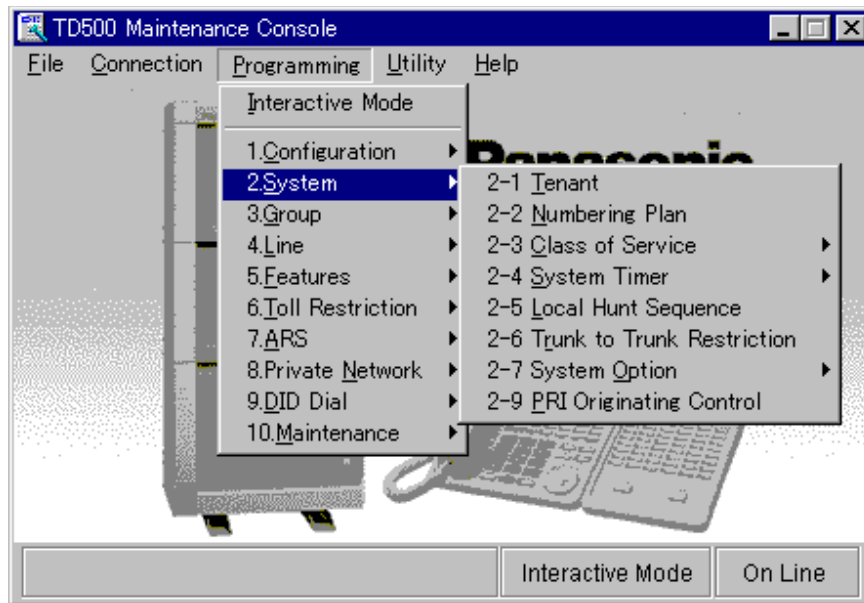 TD500 Maintenance Console
File Connection Programming Utility Help
Interactive Mode
Panasonic
1.Configuration
2.System
3.Group
4.Line
5.Features
6.Toll Restriction
7.ARS
8.Private Network
9.DID Dial
10.Maintenance
2-1 Tenant
2-2 Numbering Plan
2-3 Class of Service
2-4 System Timer
2-5 Local Hunt Sequence
2-6 Trunk to Trunk Restriction
2-7 System Option
2-9 PRI Originating Control
Interactive Mode On Line